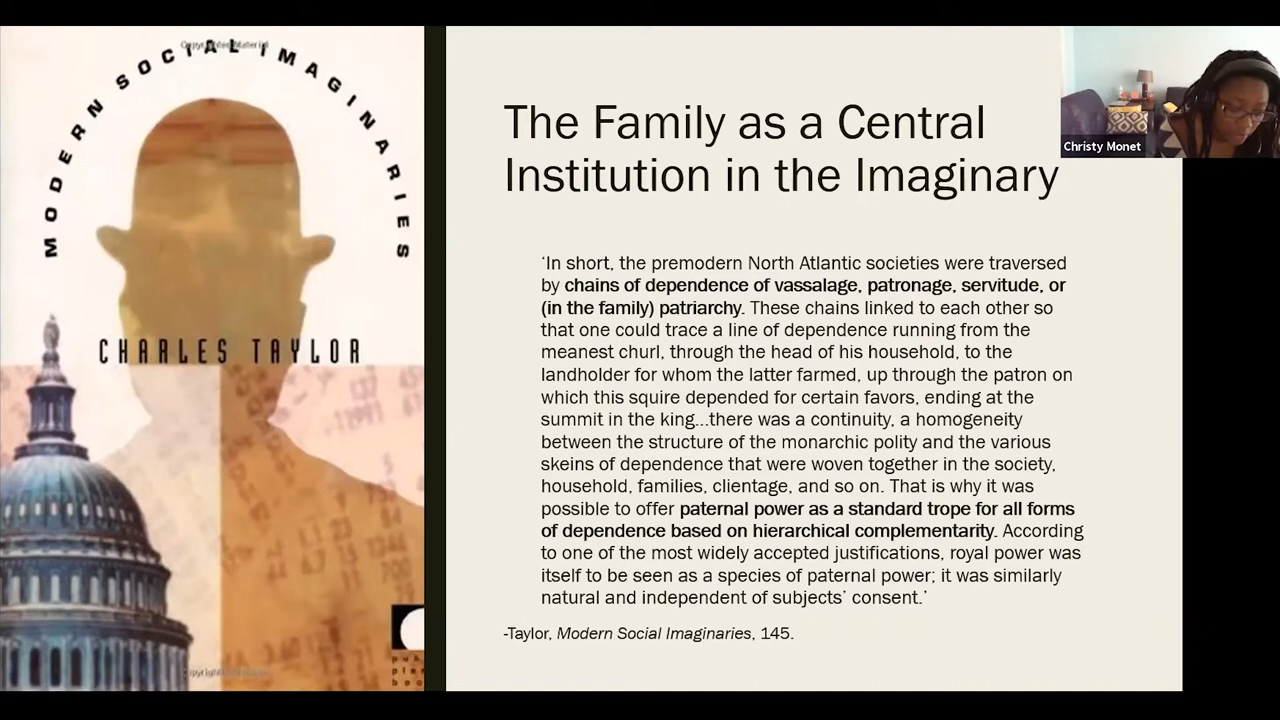 Copyrighted Material
MODERN SOCIAL IMAGINARIES
CHARLES TAYLOR
Copyrighted Material
The Family as a Central
Institution in the Imaginary
Christy Monet
‘In short, the premodern North Atlantic societies were traversed
by chains of dependence of vassalage, patronage, servitude, or
(in the family) patriarchy. These chains linked to each other so
that one could trace a line of dependence running from the
meanest churl, through the head of his household, to the
landholder for whom the latter farmed, up through the patron on
which this squire depended for certain favors, ending at the
summit in the king...there was a continuity, a homogeneity
between the structure of the monarchic polity and the various
skeins of dependence that were woven together in the society,
household, families, clientage, and so on. That is why it was
possible to offer paternal power as a standard trope for all forms
of dependence based on hierarchical complementarity. According
to one of the most widely accepted justifications, royal power was
itself to be seen as a species of paternal power; it was similarly
natural and independent of subjects’ consent.’
-Taylor, Modern Social Imaginaries, 145.